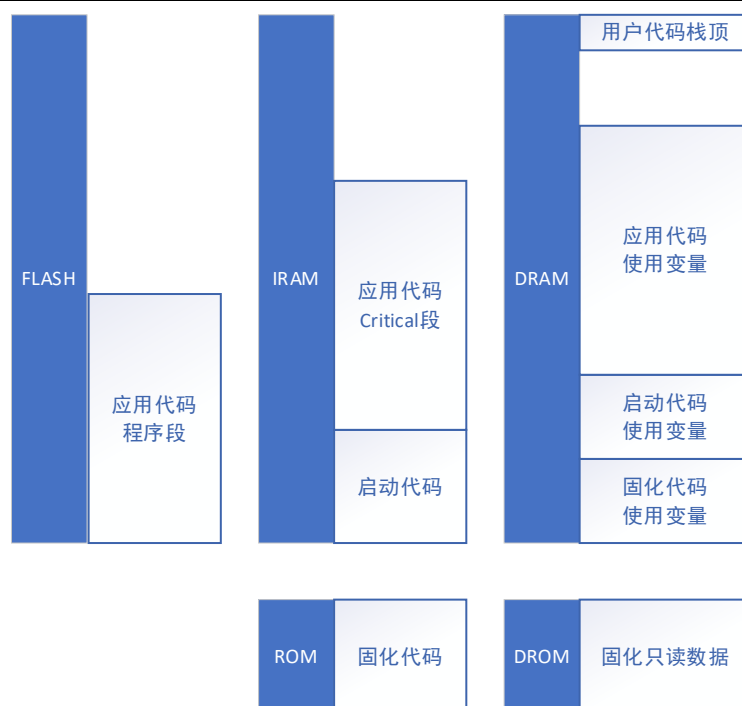 用户代码栈顶
FLASH
应用代码
程序段
IRAM
应用代码
Critical段
启动代码
DRAM
应用代码
使用变量
启动代码
使用变量
固化代码
使用变量
ROM
固化代码
DROM
固化只读数据